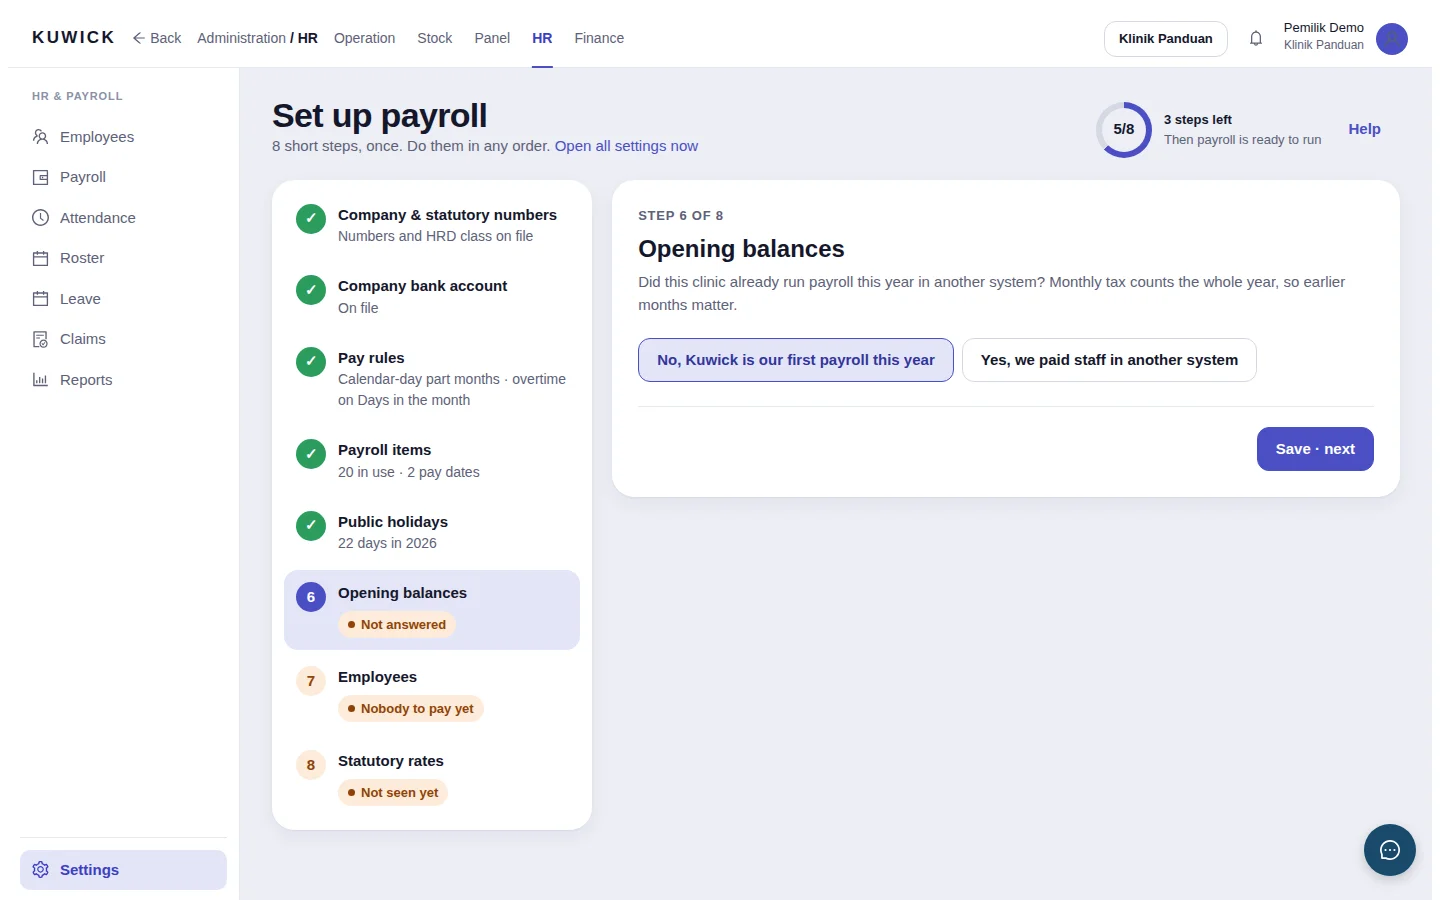 KUWICK
Back
Administration / HR
Operation
Stock
Panel
HR
Finance
Klinik Panduan
Pemilik Demo
Klinik Panduan
HR & PAYROLL
Employees
Payroll
Attendance
Roster
Leave
Claims
Reports
Settings
Set up payroll
8 short steps, once. Do them in any order. Open all settings now
5/8
3 steps left
Then payroll is ready to run
Help
✓
Company & statutory numbers
Numbers and HRD class on file
✓
Company bank account
On file
✓
Pay rules
Calendar-day part months · overtime
on Days in the month
✓
Payroll items
20 in use · 2 pay dates
✓
Public holidays
22 days in 2026
6
Opening balances
Not answered
7
Employees
Nobody to pay yet
8
Statutory rates
Not seen yet
STEP 6 OF 8
Opening balances
Did this clinic already run payroll this year in another system? Monthly tax counts the whole year, so earlier
months matter.
No, Kuwick is our first payroll this year
Yes, we paid staff in another system
Save · next